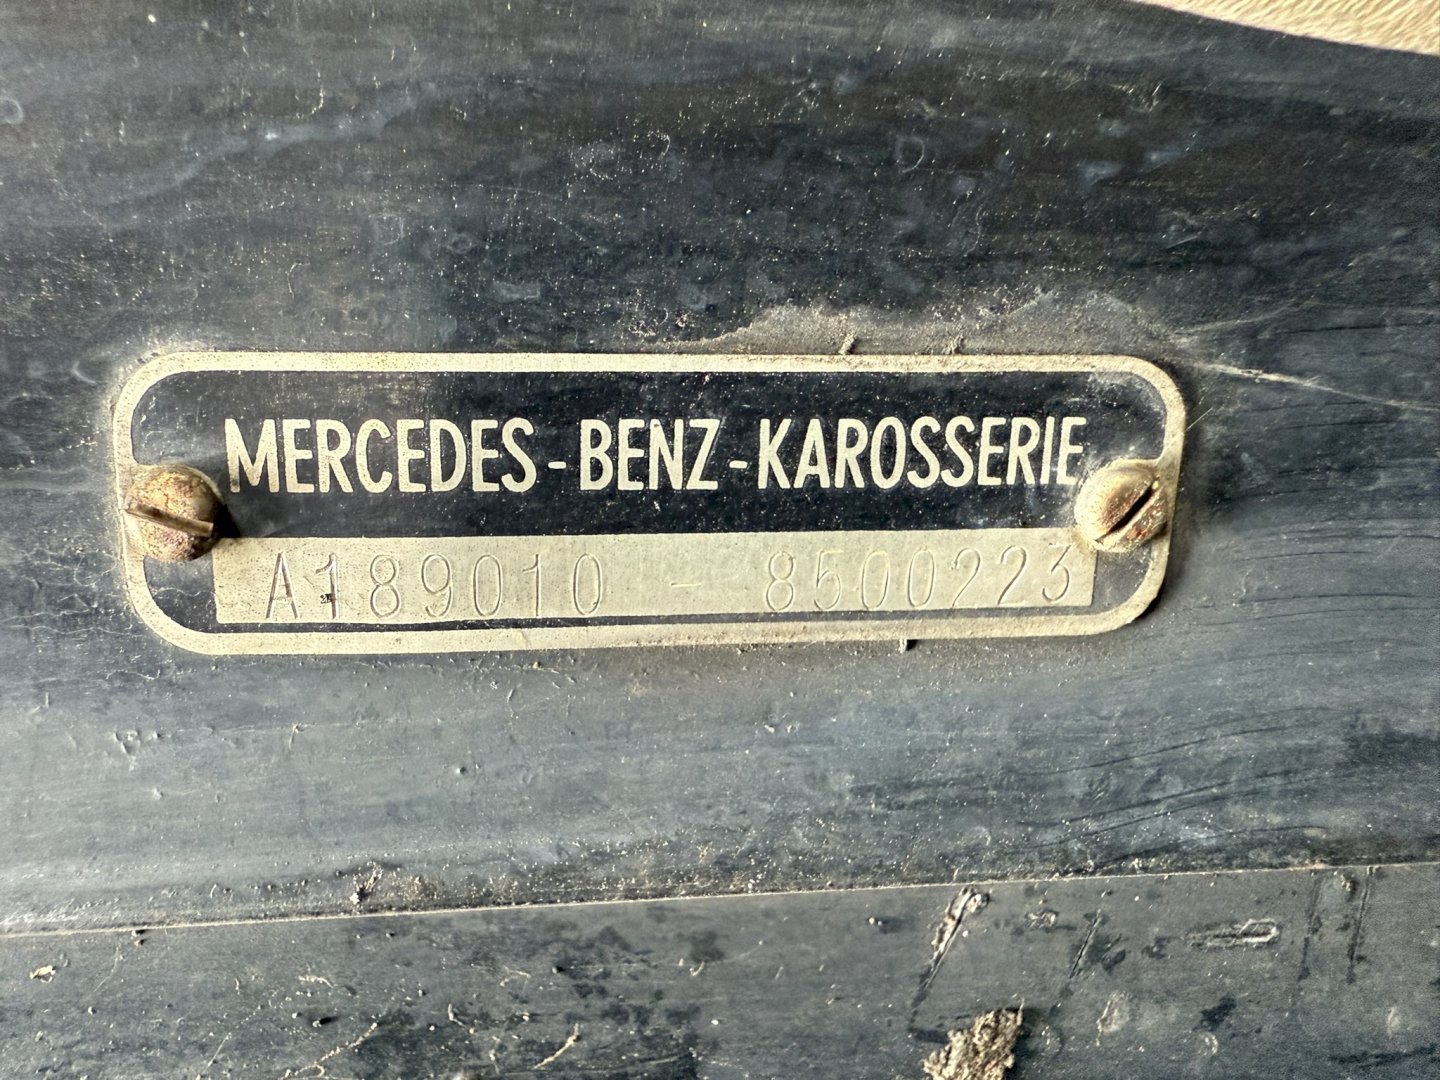 MERCEDES-BENZ-KAROSSERIE
A189010 - 8500223